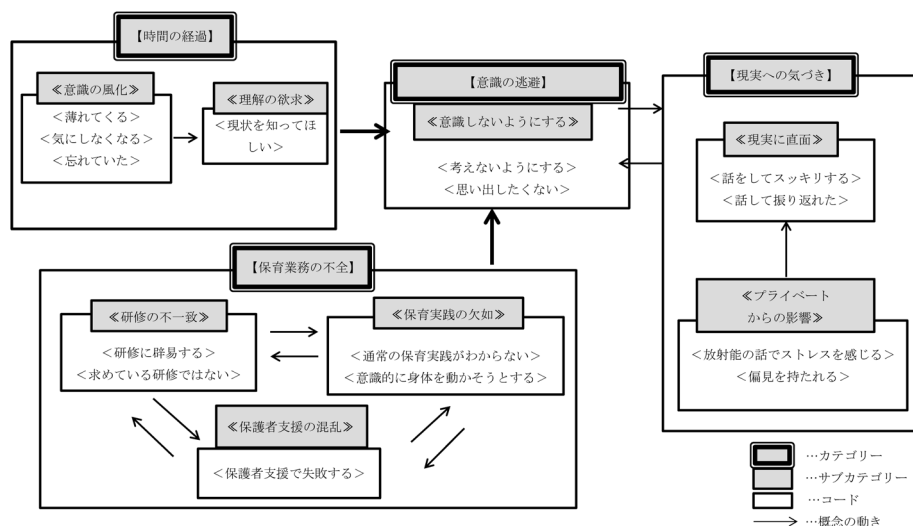 【時間の経過】
≪意識の風化≫
＜薄れてくる＞
＜気にしなくなる＞
＜忘れていた＞
≪理解の欲求≫
＜現状を知ってほ
しい＞
【意識の逃避】
≪意識しないようにする≫
＜考えないようにする＞
＜思い出したくない＞
【現実への気づき】
≪現実に直面≫
＜話をしてスッキリする＞
＜話して振り返れた＞
≪プライベート
からの影響≫
＜放射能の話でストレスを感じる＞
＜偏見を持たれる＞
【保育業務の不全】
≪研修の不一致≫
＜研修に辟易する＞
＜求めている研修ではない＞
≪保育実践の欠如≫
＜通常の保育実践がわからない＞
＜意識的に身体を動かそうとする＞
≪保護者支援の混乱≫
＜保護者支援で失敗する＞
…カテゴリー
…サブカテゴリー
…コード
…概念の動き